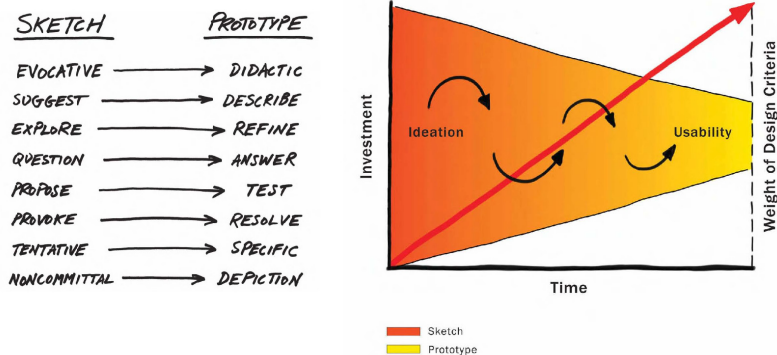 SKETCH PROTOTYPE
EVOCATIVE DIDACTIC
SUGGEST DESCRIBE
EXPLORE REFINE
QUESTION ANSWER
PROPOSE TEST
PROVOKE RESOLVE
TENTATIVE SPECIFIC
NONCOMMITTAL DEPICTION
Investment
Ideation
Usability
Weight of Design Criteria
Time
Sketch
Prototype